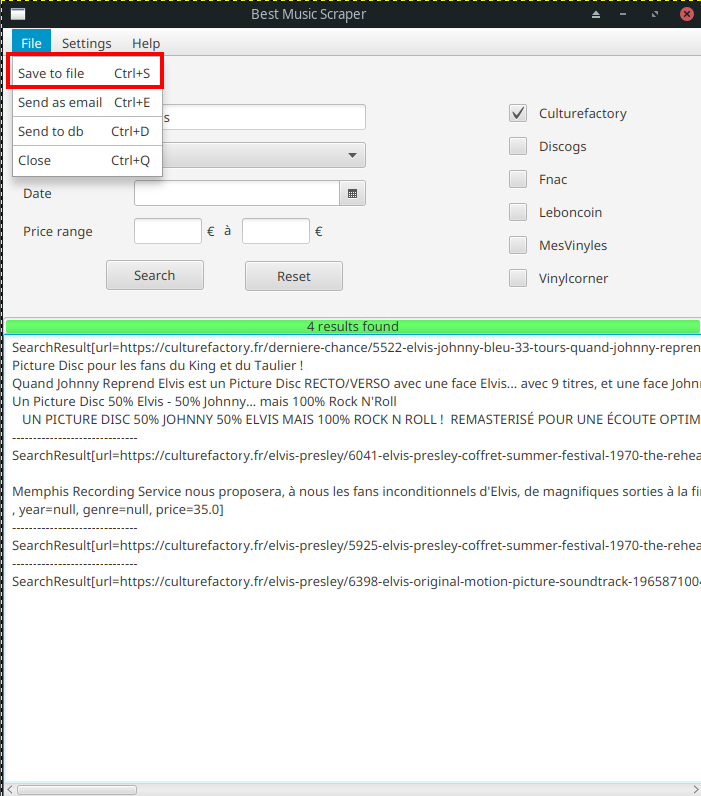 Best Music Scraper
File Settings Help
Save to file Ctrl+S
Send as email Ctrl+E
Send to db Ctrl+D
Close Ctrl+Q
s
Date
Price range € à €
Search Reset
Culturefactory
Discogs
Fnac
Leboncoin
MesVinyles
Vinylcorner
4 results found
SearchResult[url=https://culturefactory.fr/derniere-chance/5522-elvis-johnny-bleu-33-tours-quand-johnny-repren
Picture Disc pour les fans du King et du Taulier !
Quand Johnny Reprend Elvis est un Picture Disc RECTO/VERSO avec une face Elvis... avec 9 titres, et une face John
Un Picture Disc 50% Elvis - 50% Johnny... mais 100% Rock N'Roll
UN PICTURE DISC 50% JOHNNY 50% ELVIS MAIS 100% ROCK N ROLL ! REMASTERISÉ POUR UNE ÉCOUTE OPTIM
------------------------------
SearchResult[url=https://culturefactory.fr/elvis-presley/6041-elvis-presley-coffret-summer-festival-1970-the-rehea
Memphis Recording Service nous proposera, à nous les fans inconditionnels d'Elvis, de magnifiques sorties à la fi
, year=null, genre=null, price=35.0]
------------------------------
SearchResult[url=https://culturefactory.fr/elvis-presley/5925-elvis-presley-coffret-summer-festival-1970-the-rehea
------------------------------
SearchResult[url=https://culturefactory.fr/elvis-presley/6398-elvis-original-motion-picture-soundtrack-1965871004